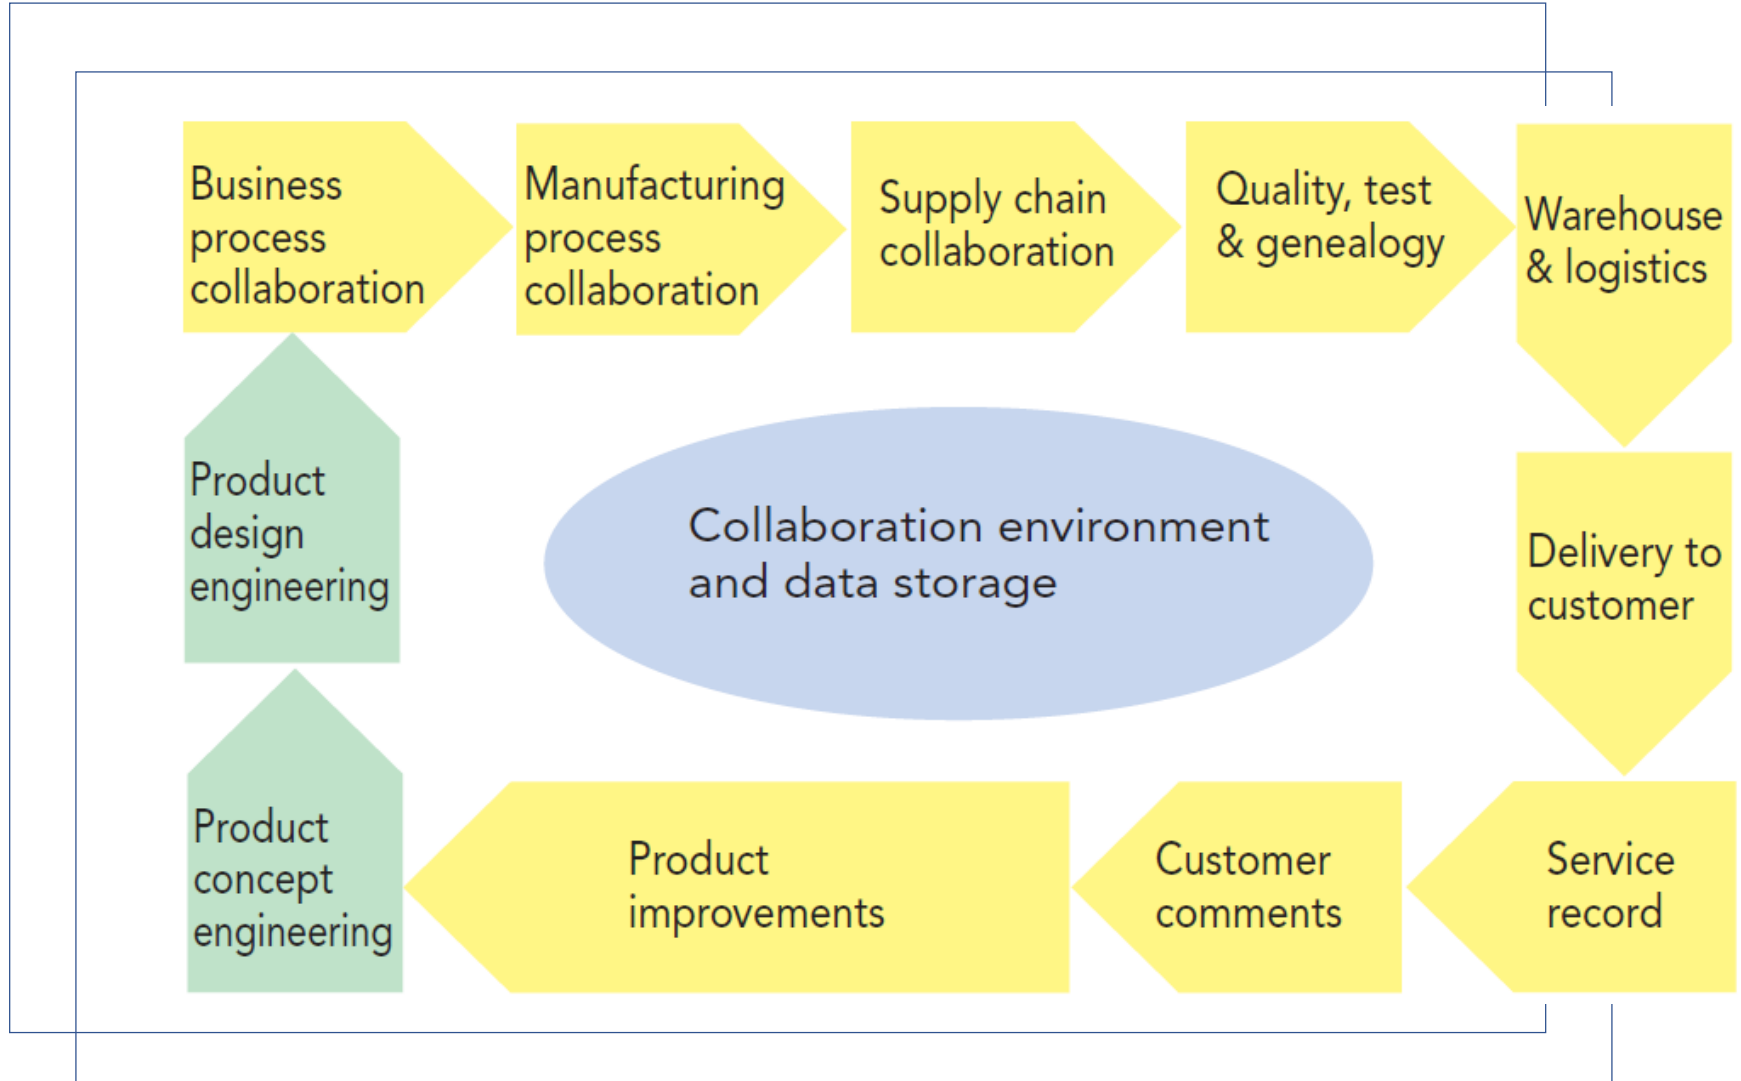 Business
process
collaboration
Manufacturing
process
collaboration
Supply chain
collaboration
Quality, test
& genealogy
Warehouse
& logistics
Product
design
engineering
Collaboration environment
and data storage
Delivery to
customer
Product
concept
engineering
Product
improvements
Customer
comments
Service
record